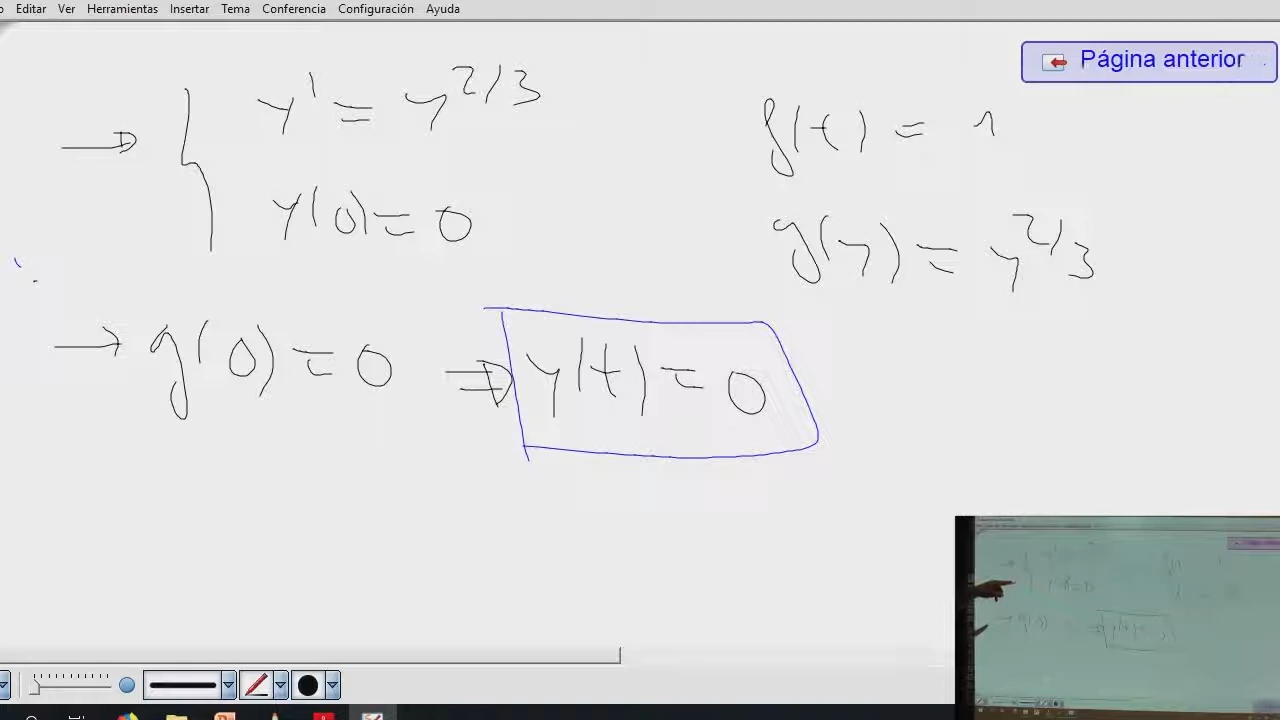 Editar Ver Herramientas Insertar Tema Conferencia Configuración Ayuda
Página anterior
y' = y^2/3
f(t) = 1
y(0) = 0
g(y) = y^2/3
→ g(0) = 0 ⇒ y(t) = 0